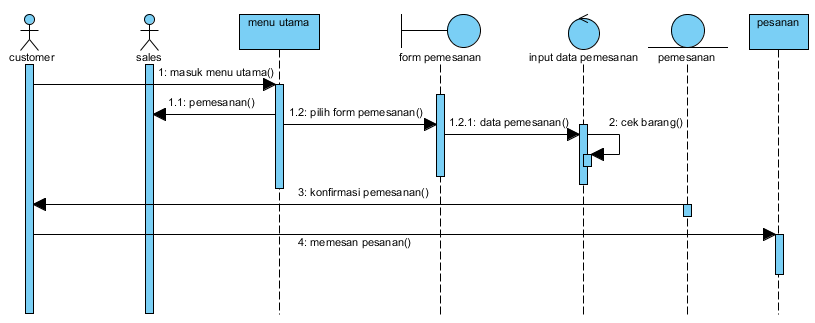 menu utama
pesanan
customer
sales
form pemesanan
input data pemesanan
pemesanan
1: masuk menu utama()
1.1: pemesanan()
1.2: pilih form pemesanan()
1.2.1: data pemesanan()
2: cek barang()
3: konfirmasi pemesanan()
4: memesan pesanan()